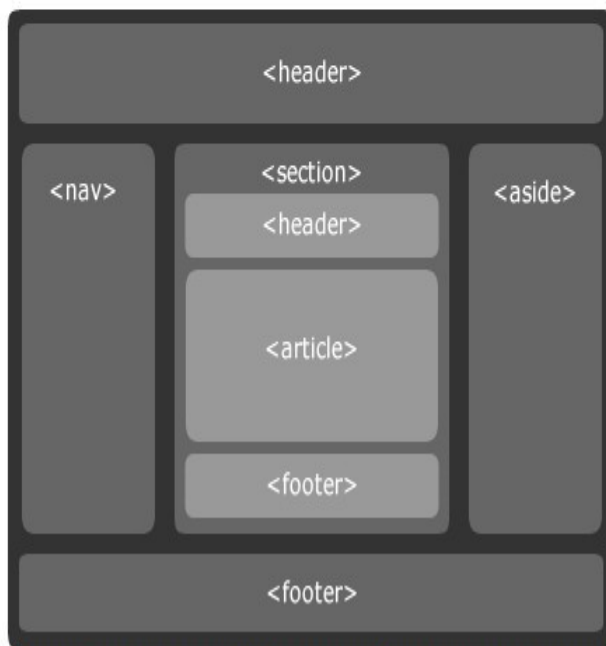 <header>
<nav>
<section>
<header>
<article>
<footer>
<aside>
<footer>